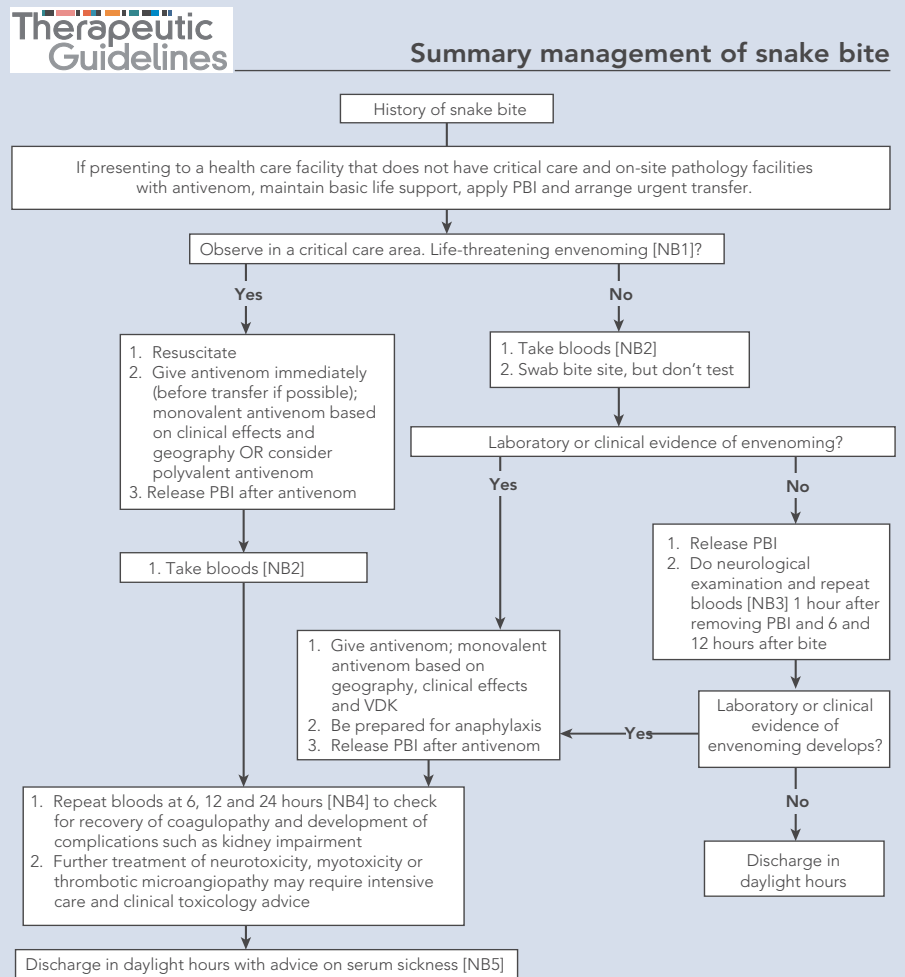 Therapeutic
Guidelines
Summary management of snake bite
History of snake bite
If presenting to a health care facility that does not have critical care and on-site pathology facilities
with antivenom, maintain basic life support, apply PBI and arrange urgent transfer.
Observe in a critical care area. Life-threatening envenoming [NB1]?
Yes
No
1. Resuscitate
2. Give antivenom immediately
(before transfer if possible);
monovalent antivenom based
on clinical effects and
geography OR consider
polyvalent antivenom
3. Release PBI after antivenom
1. Take bloods [NB2]
2. Swab bite site, but don't test
Laboratory or clinical evidence of envenoming?
Yes
No
1. Take bloods [NB2]
1. Release PBI
2. Do neurological
examination and repeat
bloods [NB3] 1 hour after
removing PBI and 6 and
12 hours after bite
1. Give antivenom; monovalent
antivenom based on
geography, clinical effects
and VDK
2. Be prepared for anaphylaxis
3. Release PBI after antivenom
Laboratory or clinical
evidence of
envenoming develops?
Yes
No
1. Repeat bloods at 6, 12 and 24 hours [NB4] to check
for recovery of coagulopathy and development of
complications such as kidney impairment
2. Further treatment of neurotoxicity, myotoxicity or
thrombotic microangiopathy may require intensive
care and clinical toxicology advice
Discharge in
daylight hours
Discharge in daylight hours with advice on serum sickness [NB5]